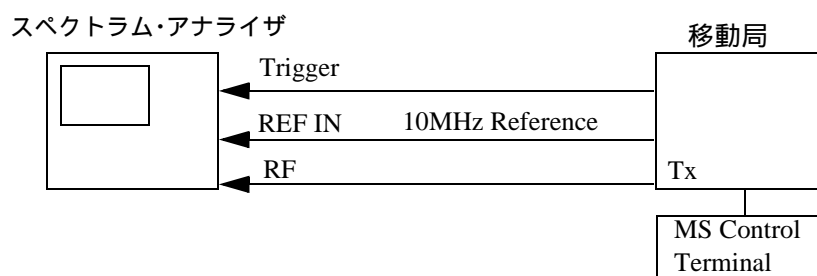 スペクトラム･アナライザ
移動局
Trigger
REF IN 10MHz Reference
RF
Tx
MS Control
Terminal